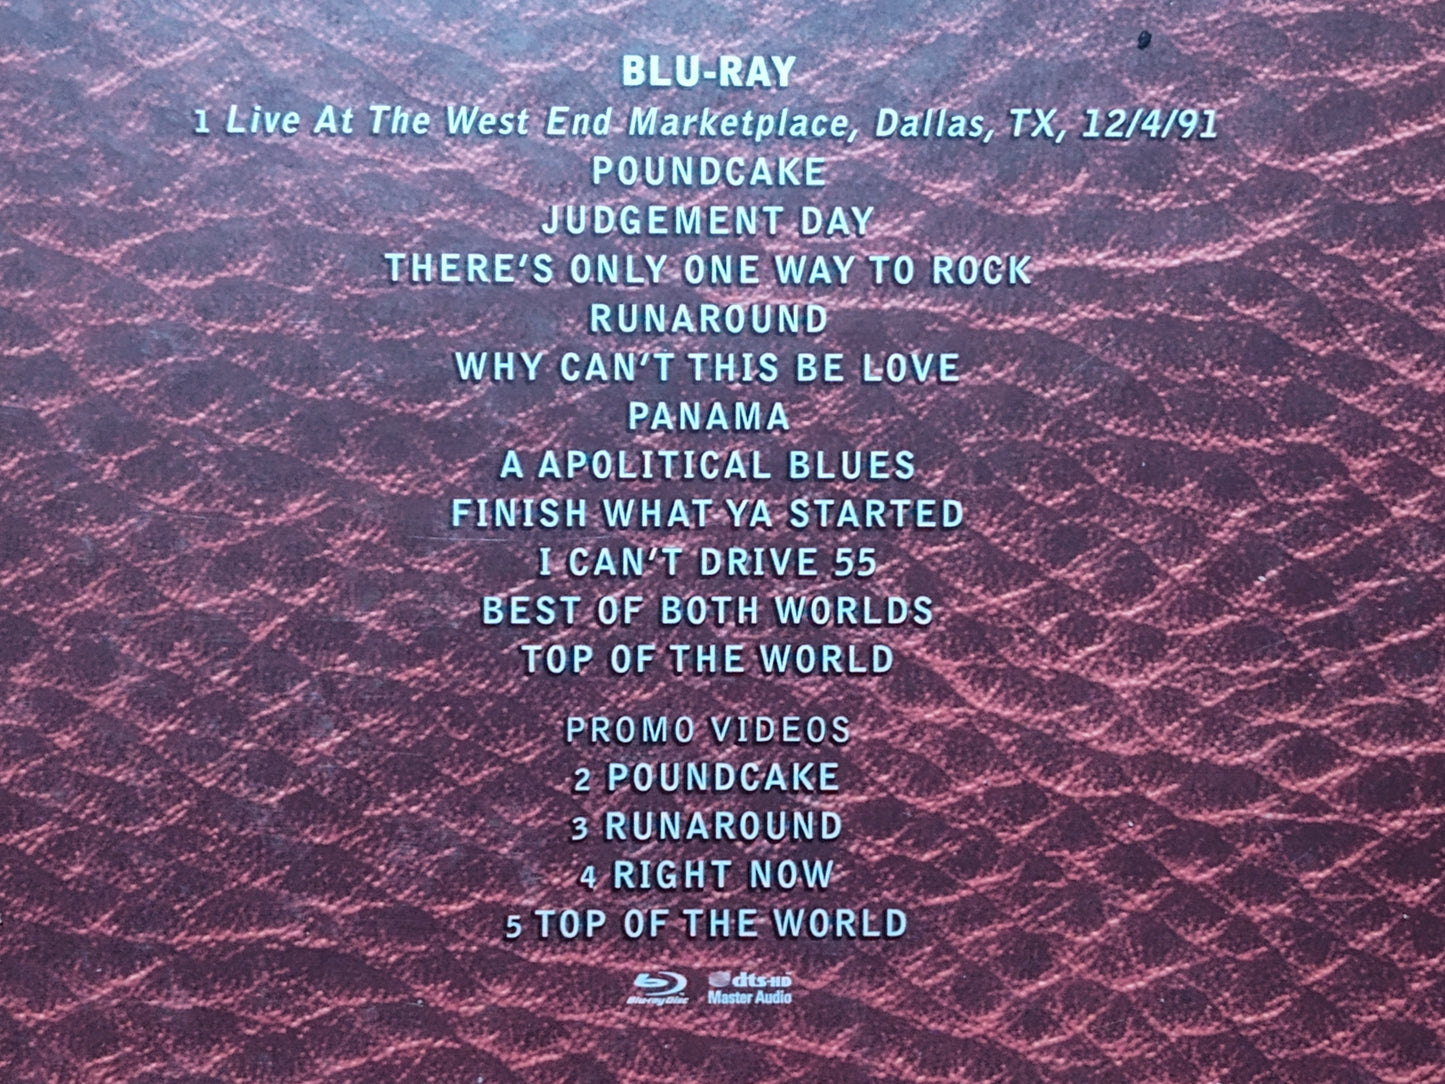 BLU-RAY
1 Live At The West End Marketplace, Dallas, TX, 12/4/91
POUNDCAKE
JUDGEMENT DAY
THERE'S ONLY ONE WAY TO ROCK
RUNAROUND
WHY CAN'T THIS BE LOVE
PANAMA
A APOLITICAL BLUES
FINISH WHAT YA STARTED
I CAN'T DRIVE 55
BEST OF BOTH WORLDS
TOP OF THE WORLD
PROMO VIDEOS
2 POUNDCAKE
3 RUNAROUND
4 RIGHT NOW
5 TOP OF THE WORLD
Blu-ray Disc dts-HD
Master Audio